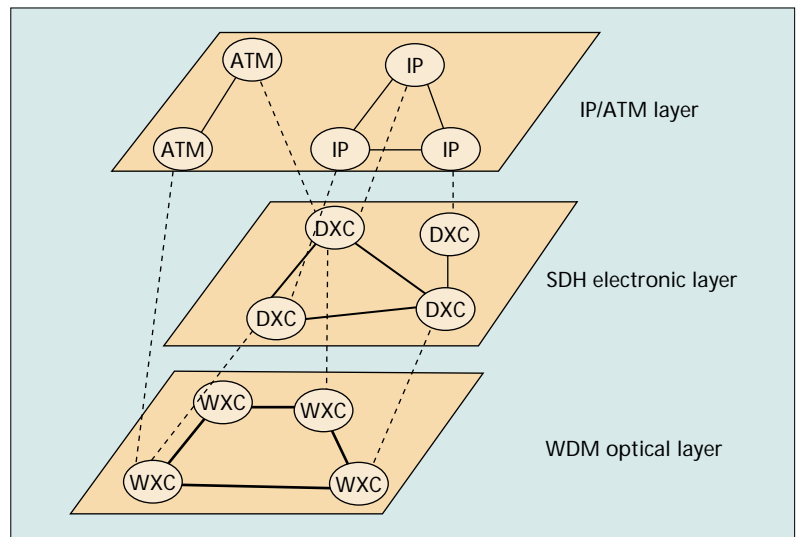 ATM
IP
IP/ATM layer
ATM
IP
IP
DXC
DXC
SDH electronic layer
DXC
DXC
WXC
WXC
WDM optical layer
WXC
WXC